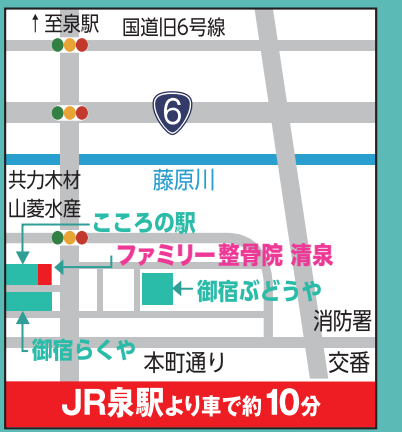 ↑至泉駅
国道旧6号線
6
藤原川
共力木材
山菱水産
こころの駅
ファミリー整骨院 清泉
御宿ぶどうや
消防署
御宿らくや
本町通り
交番
JR泉駅より車で約10分